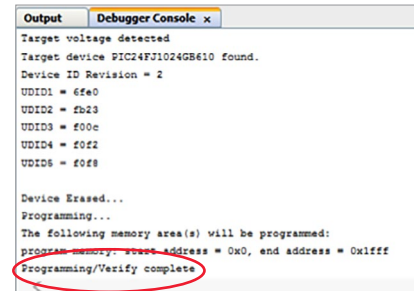 Output
Debugger Console ×
Target voltage detected
Target device PIC24FJ1024GB610 found.
Device ID Revision = 2
UDID1 = 6fe0
UDID2 = fb23
UDID3 = f00c
UDID4 = f0f2
UDID5 = f0f8
Device Erased...
Programming...
The following memory area(s) will be programmed:
program memory: start address = 0x0, end address = 0x1fff
Programming/Verify complete